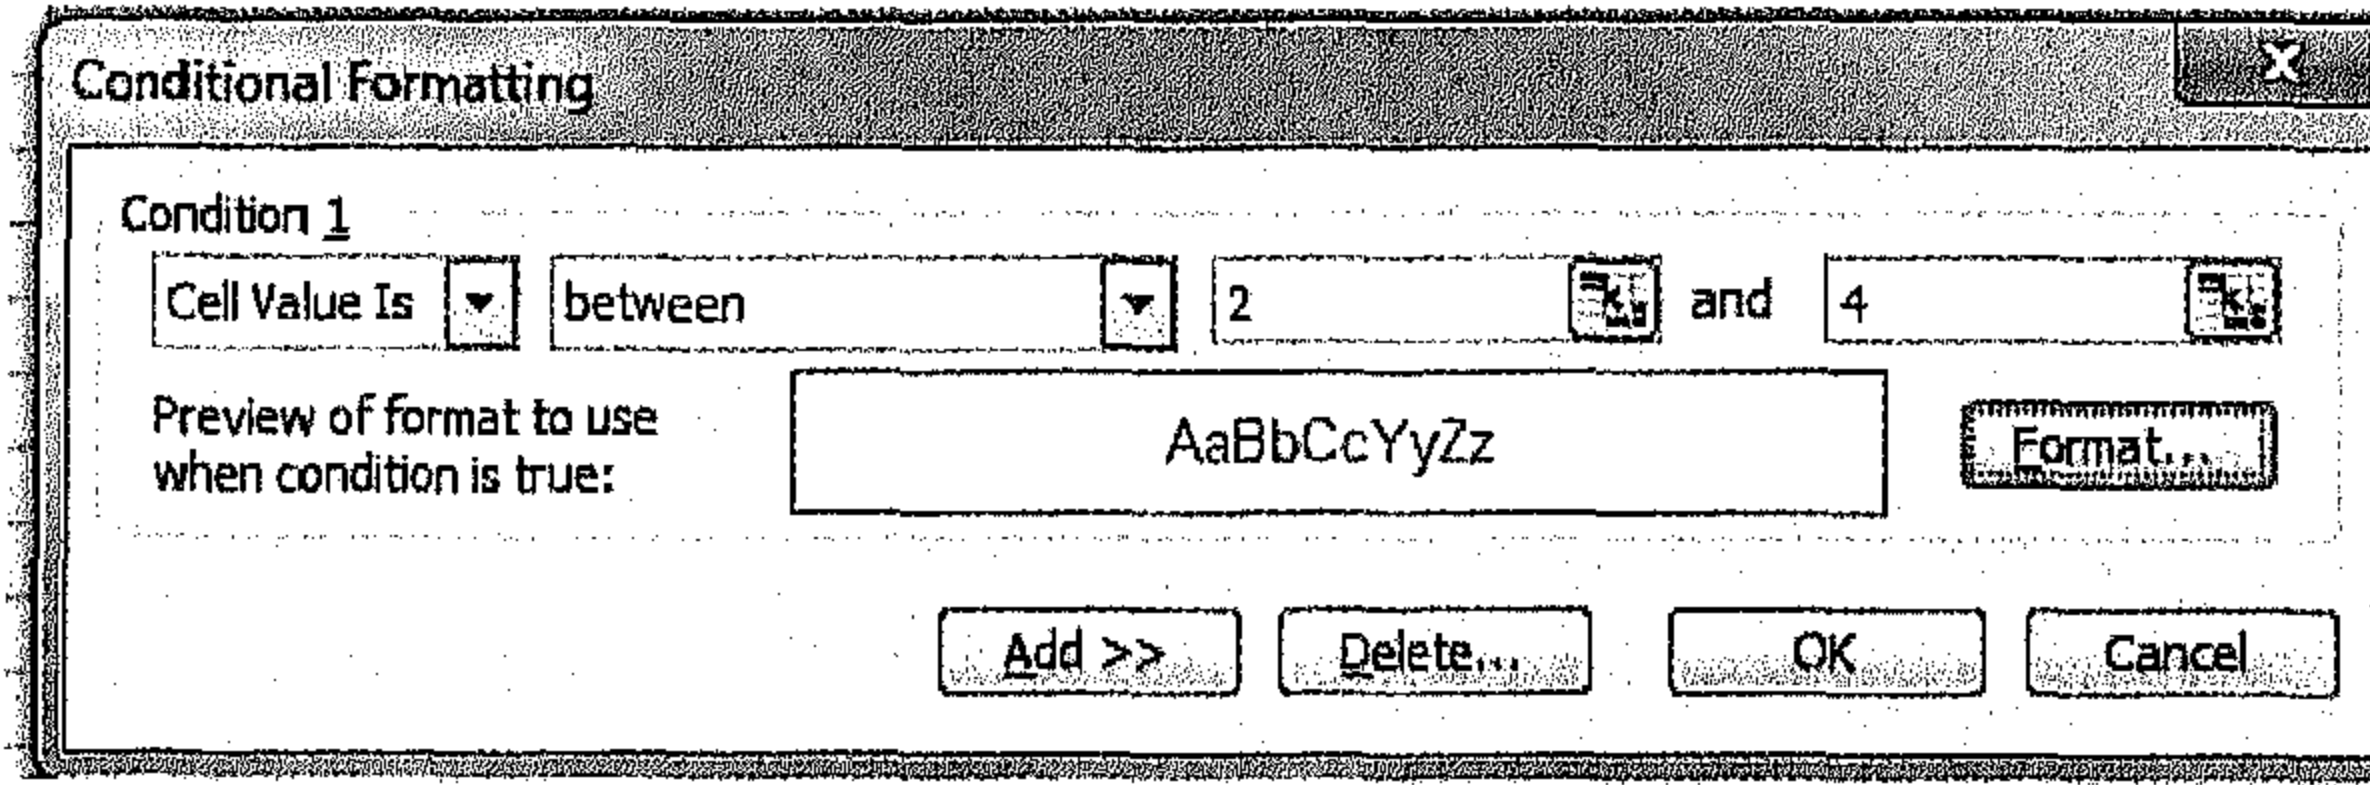 Conditional Formatting
X
Condition 1
Cell Value Is between 2 and 4
Preview of format to use
when condition is true:
AaBbCcYyZz
Format...
Add >> Delete... OK Cancel